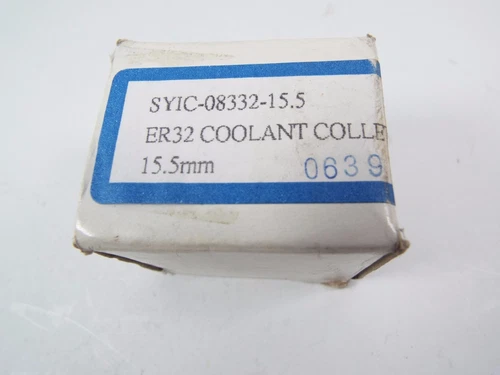 SYIC-08332-15.5
ER32 COOLANT COLLE
15.5mm 0639